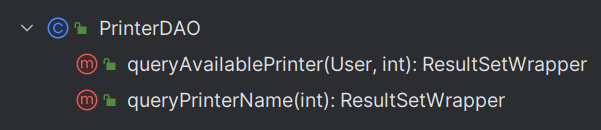 C PrinterDAO
m queryAvailablePrinter(User, int): ResultSetWrapper
m queryPrinterName(int): ResultSetWrapper